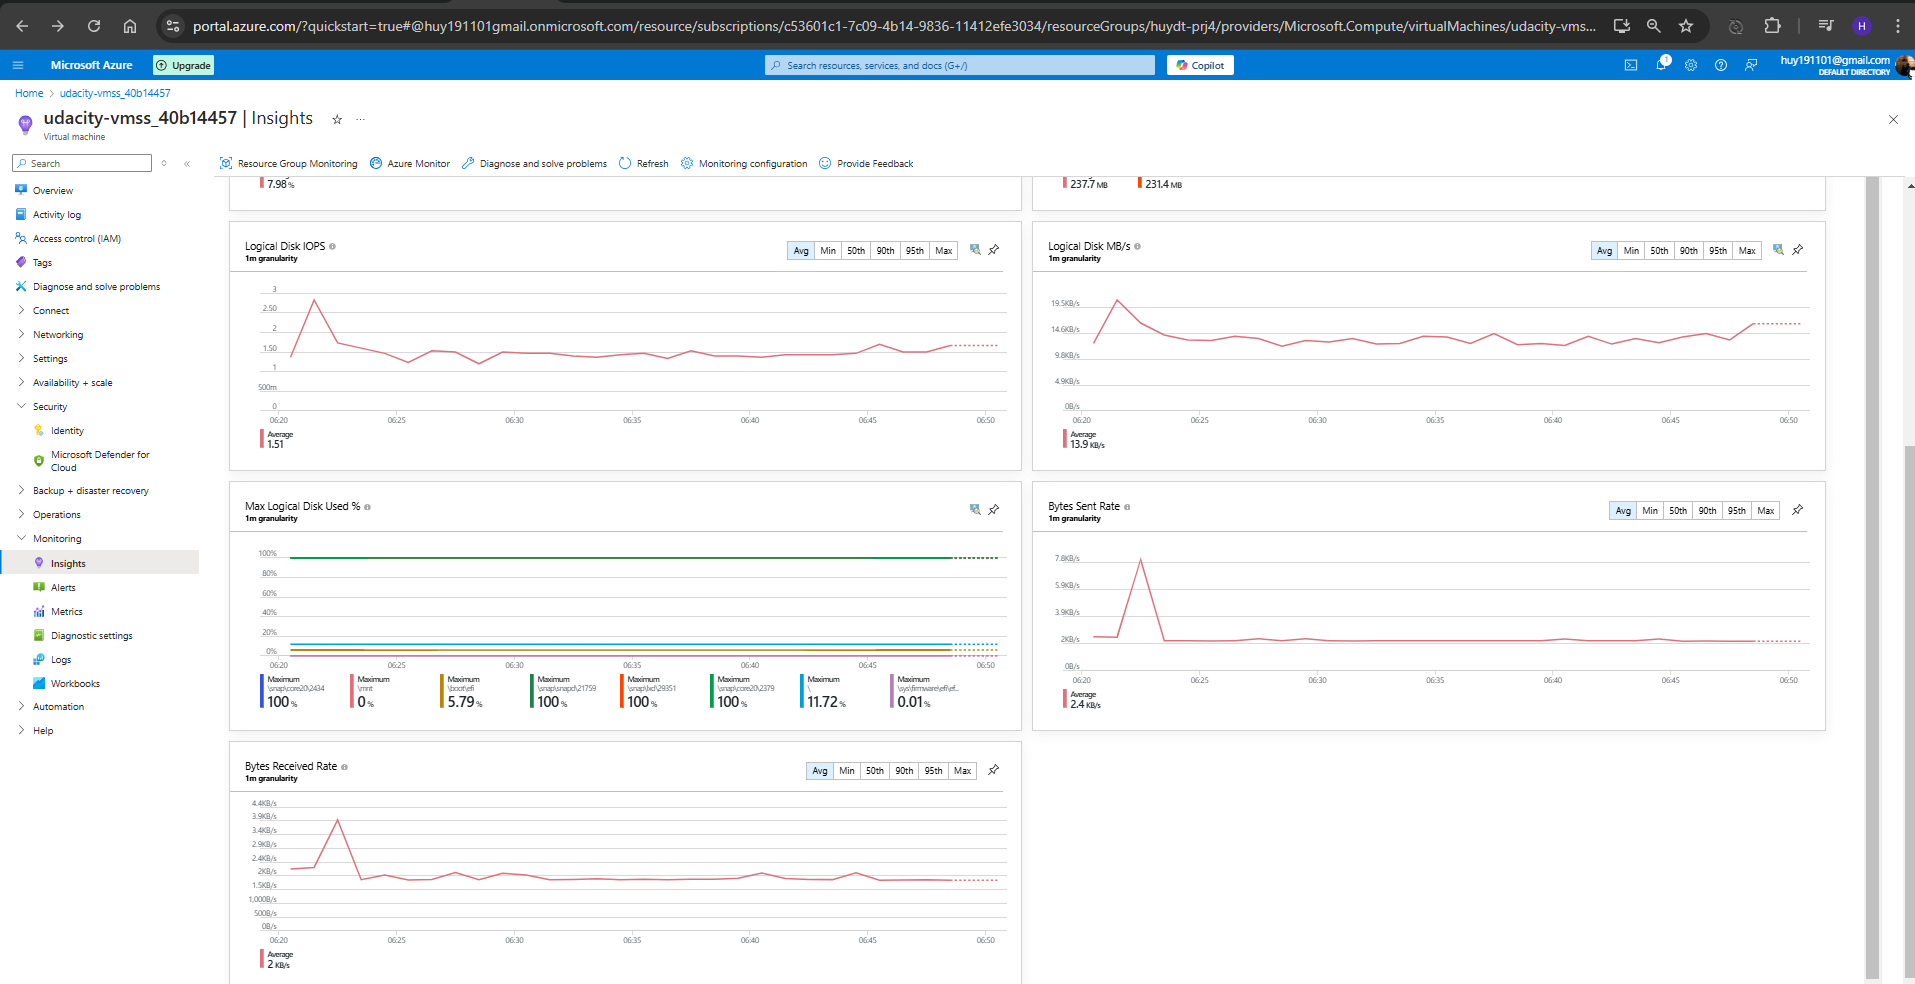 portal.azure.com/?quickstart=true#@huy191101gmail.onmicrosoft.com/resource/subscriptions/c53601c1-7c09-4b14-9836-11412efe3034/resourceGroups/huydt-prj4/providers/Microsoft.Compute/virtualMachines/udacity-vms...
H
Microsoft Azure
Upgrade
Search resources, services, and docs (G+/)
Copilot
1
huy191101@gmail.com
DEFAULT DIRECTORY
Home > udacity-vmss_40b14457
udacity-vmss_40b14457 | Insights
Virtual machine
Search
Resource Group Monitoring
Azure Monitor
Diagnose and solve problems
Refresh
Monitoring configuration
Provide Feedback
Overview
Activity log
Access control (IAM)
Tags
Diagnose and solve problems
Connect
Networking
Settings
Availability + scale
Security
Identity
Microsoft Defender for
Cloud
Backup + disaster recovery
Operations
Monitoring
Insights
Alerts
Metrics
Diagnostic settings
Logs
Workbooks
Automation
Help
7.98 %
237.7 MB
231.4 MB
Logical Disk IOPS
1m granularity
Avg Min 50th 90th 95th Max
3
2.50
2
1.50
1
500m
0
06:20 06:25 06:30 06:35 06:40 06:45 06:50
Average
1.51
Logical Disk MB/s
1m granularity
Avg Min 50th 90th 95th Max
19.5KB/s
14.6KB/s
9.8KB/s
4.9KB/s
0B/s
06:20 06:25 06:30 06:35 06:40 06:45 06:50
Average
13.9 KB/s
Max Logical Disk Used %
1m granularity
100%
80%
60%
40%
20%
0%
06:20 06:25 06:30 06:35 06:40 06:45 06:50
Maximum
\snap\core20\2434
100 %
Maximum
\mnt
0 %
Maximum
\boot\efi
5.79 %
Maximum
\snap\snapd\21759
100 %
Maximum
\snap\lxd\29351
100 %
Maximum
\snap\core20\2379
100 %
Maximum
\
11.72 %
Maximum
\sys\firmware\efi\ef...
0.01 %
Bytes Sent Rate
1m granularity
Avg Min 50th 90th 95th Max
7.8KB/s
5.9KB/s
3.9KB/s
2KB/s
0B/s
06:20 06:25 06:30 06:35 06:40 06:45 06:50
Average
2.4 KB/s
Bytes Received Rate
1m granularity
Avg Min 50th 90th 95th Max
4.4KB/s
3.9KB/s
3.4KB/s
2.9KB/s
2.4KB/s
2KB/s
1.5KB/s
1,000B/s
500B/s
0B/s
06:20 06:25 06:30 06:35 06:40 06:45 06:50
Average
2 KB/s